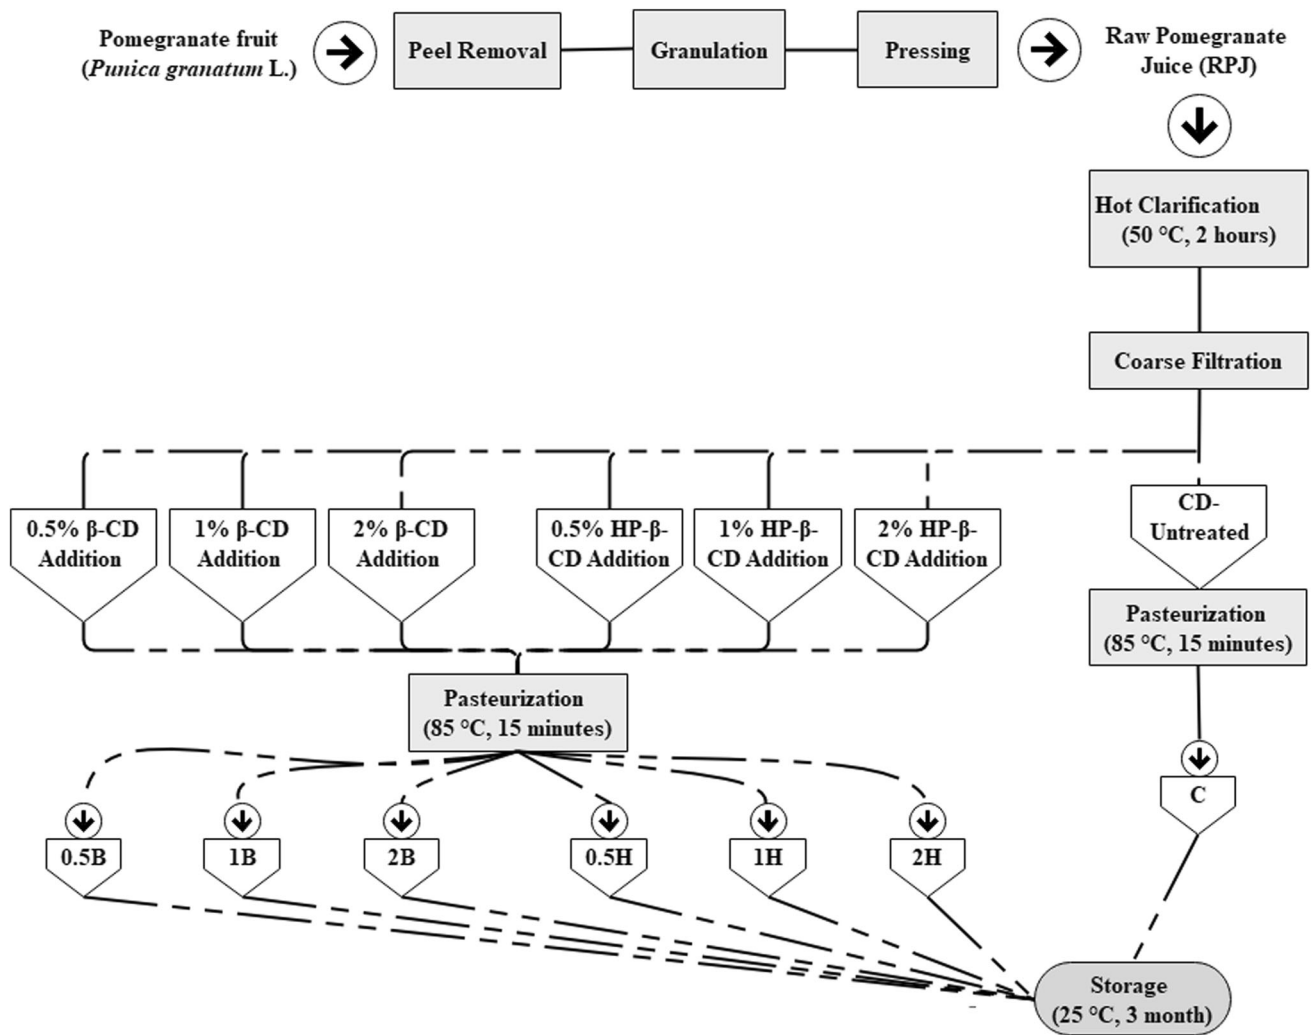 Pomegranate fruit
(Punica granatum L.)
Peel Removal
Granulation
Pressing
Raw Pomegranate
Juice (RPJ)
Hot Clarification
(50 °C, 2 hours)
Coarse Filtration
0.5% β-CD
Addition
1% β-CD
Addition
2% β-CD
Addition
0.5% HP-β-
CD Addition
1% HP-β-
CD Addition
2% HP-β-
CD Addition
CD-
Untreated
Pasteurization
(85 °C, 15 minutes)
Pasteurization
(85 °C, 15 minutes)
0.5B
1B
2B
0.5H
1H
2H
C
Storage
(25 °C, 3 month)